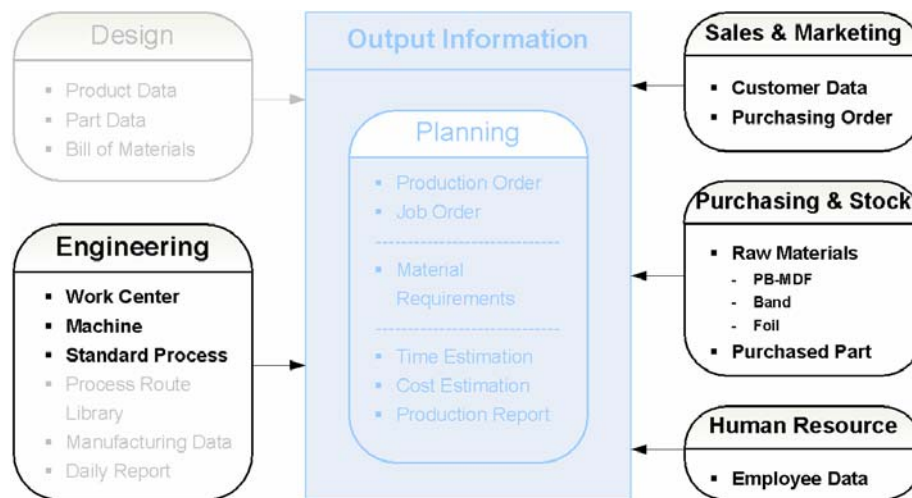 Design
▪ Product Data
▪ Part Data
▪ Bill of Materials
Engineering
▪ Work Center
▪ Machine
▪ Standard Process
▪ Process Route
Library
▪ Manufacturing Data
▪ Daily Report
Output Information
Planning
▪ Production Order
▪ Job Order
▪ Material
Requirements
▪ Time Estimation
▪ Cost Estimation
▪ Production Report
Sales & Marketing
▪ Customer Data
▪ Purchasing Order
Purchasing & Stock
▪ Raw Materials
- PB-MDF
- Band
- Foil
▪ Purchased Part
Human Resource
▪ Employee Data